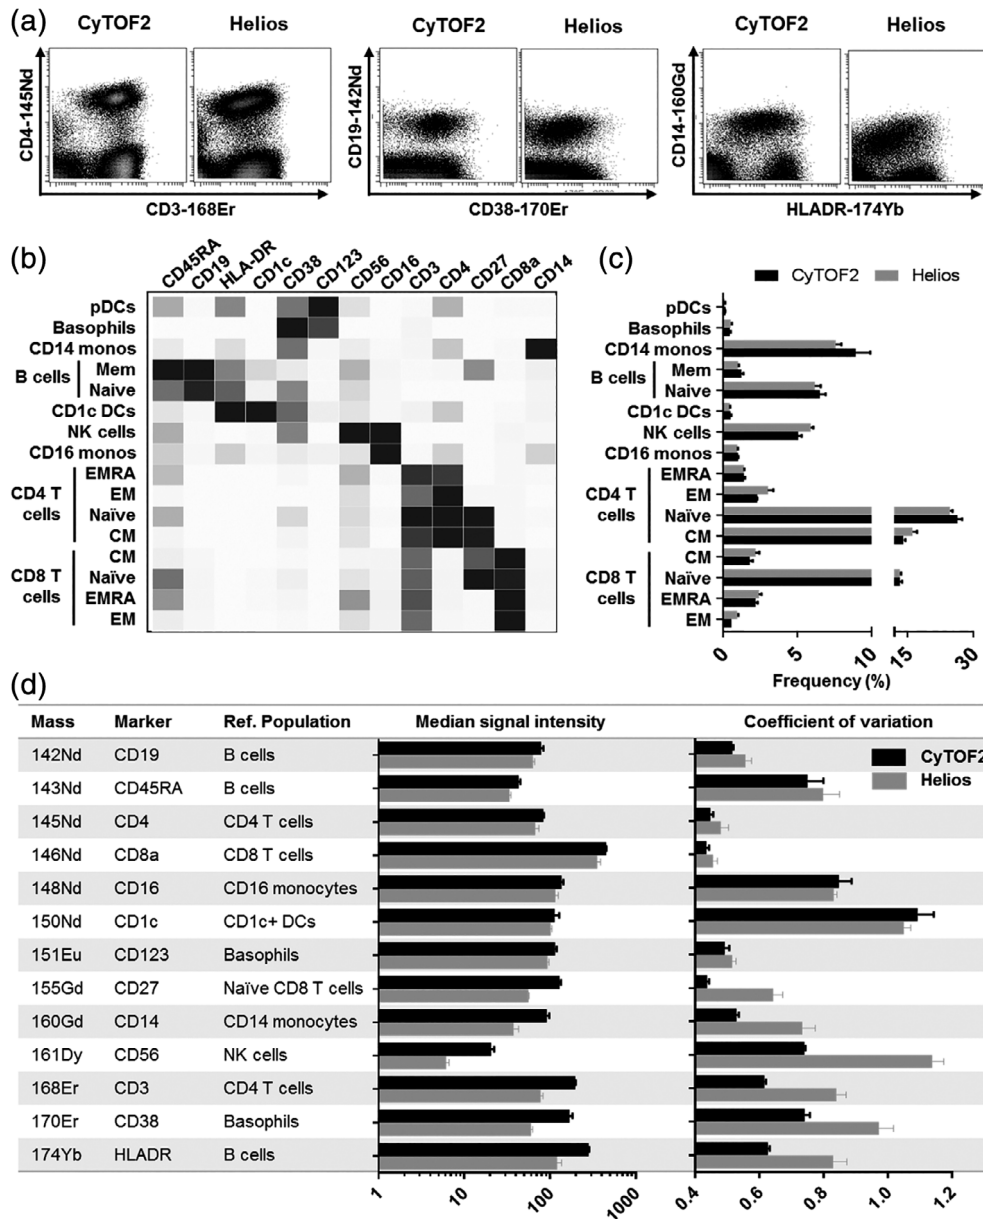 (a)
CyTOF2 Helios CyTOF2 Helios CyTOF2 Helios
CD4-145Nd
CD3-168Er
CD19-142Nd
CD38-170Er
CD14-160Gd
HLADR-174Yb
(b)
CD45RA CD19 HLA-DR CD1c CD38 CD123 CD56 CD16 CD3 CD4 CD27 CD8a CD14
pDCs
Basophils
CD14 monos
B cells
Mem
Naive
CD1c DCs
NK cells
CD16 monos
CD4 T cells
EMRA
EM
Naïve
CM
CD8 T cells
CM
Naïve
EMRA
EM
(c)
CyTOF2 Helios
pDCs
Basophils
CD14 monos
B cells
Mem
Naive
CD1c DCs
NK cells
CD16 monos
CD4 T cells
EMRA
EM
Naïve
CM
CD8 T cells
CM
Naïve
EMRA
EM
0 5 10 15 30
Frequency (%)
(d)
Mass Marker Ref. Population Median signal intensity Coefficient of variation
CyTOF2
Helios
142Nd CD19 B cells
143Nd CD45RA B cells
145Nd CD4 CD4 T cells
146Nd CD8a CD8 T cells
148Nd CD16 CD16 monocytes
150Nd CD1c CD1c+ DCs
151Eu CD123 Basophils
155Gd CD27 Naïve CD8 T cells
160Gd CD14 CD14 monocytes
161Dy CD56 NK cells
168Er CD3 CD4 T cells
170Er CD38 Basophils
174Yb HLADR B cells
1 10 100 1000 0.4 0.6 0.8 1.0 1.2